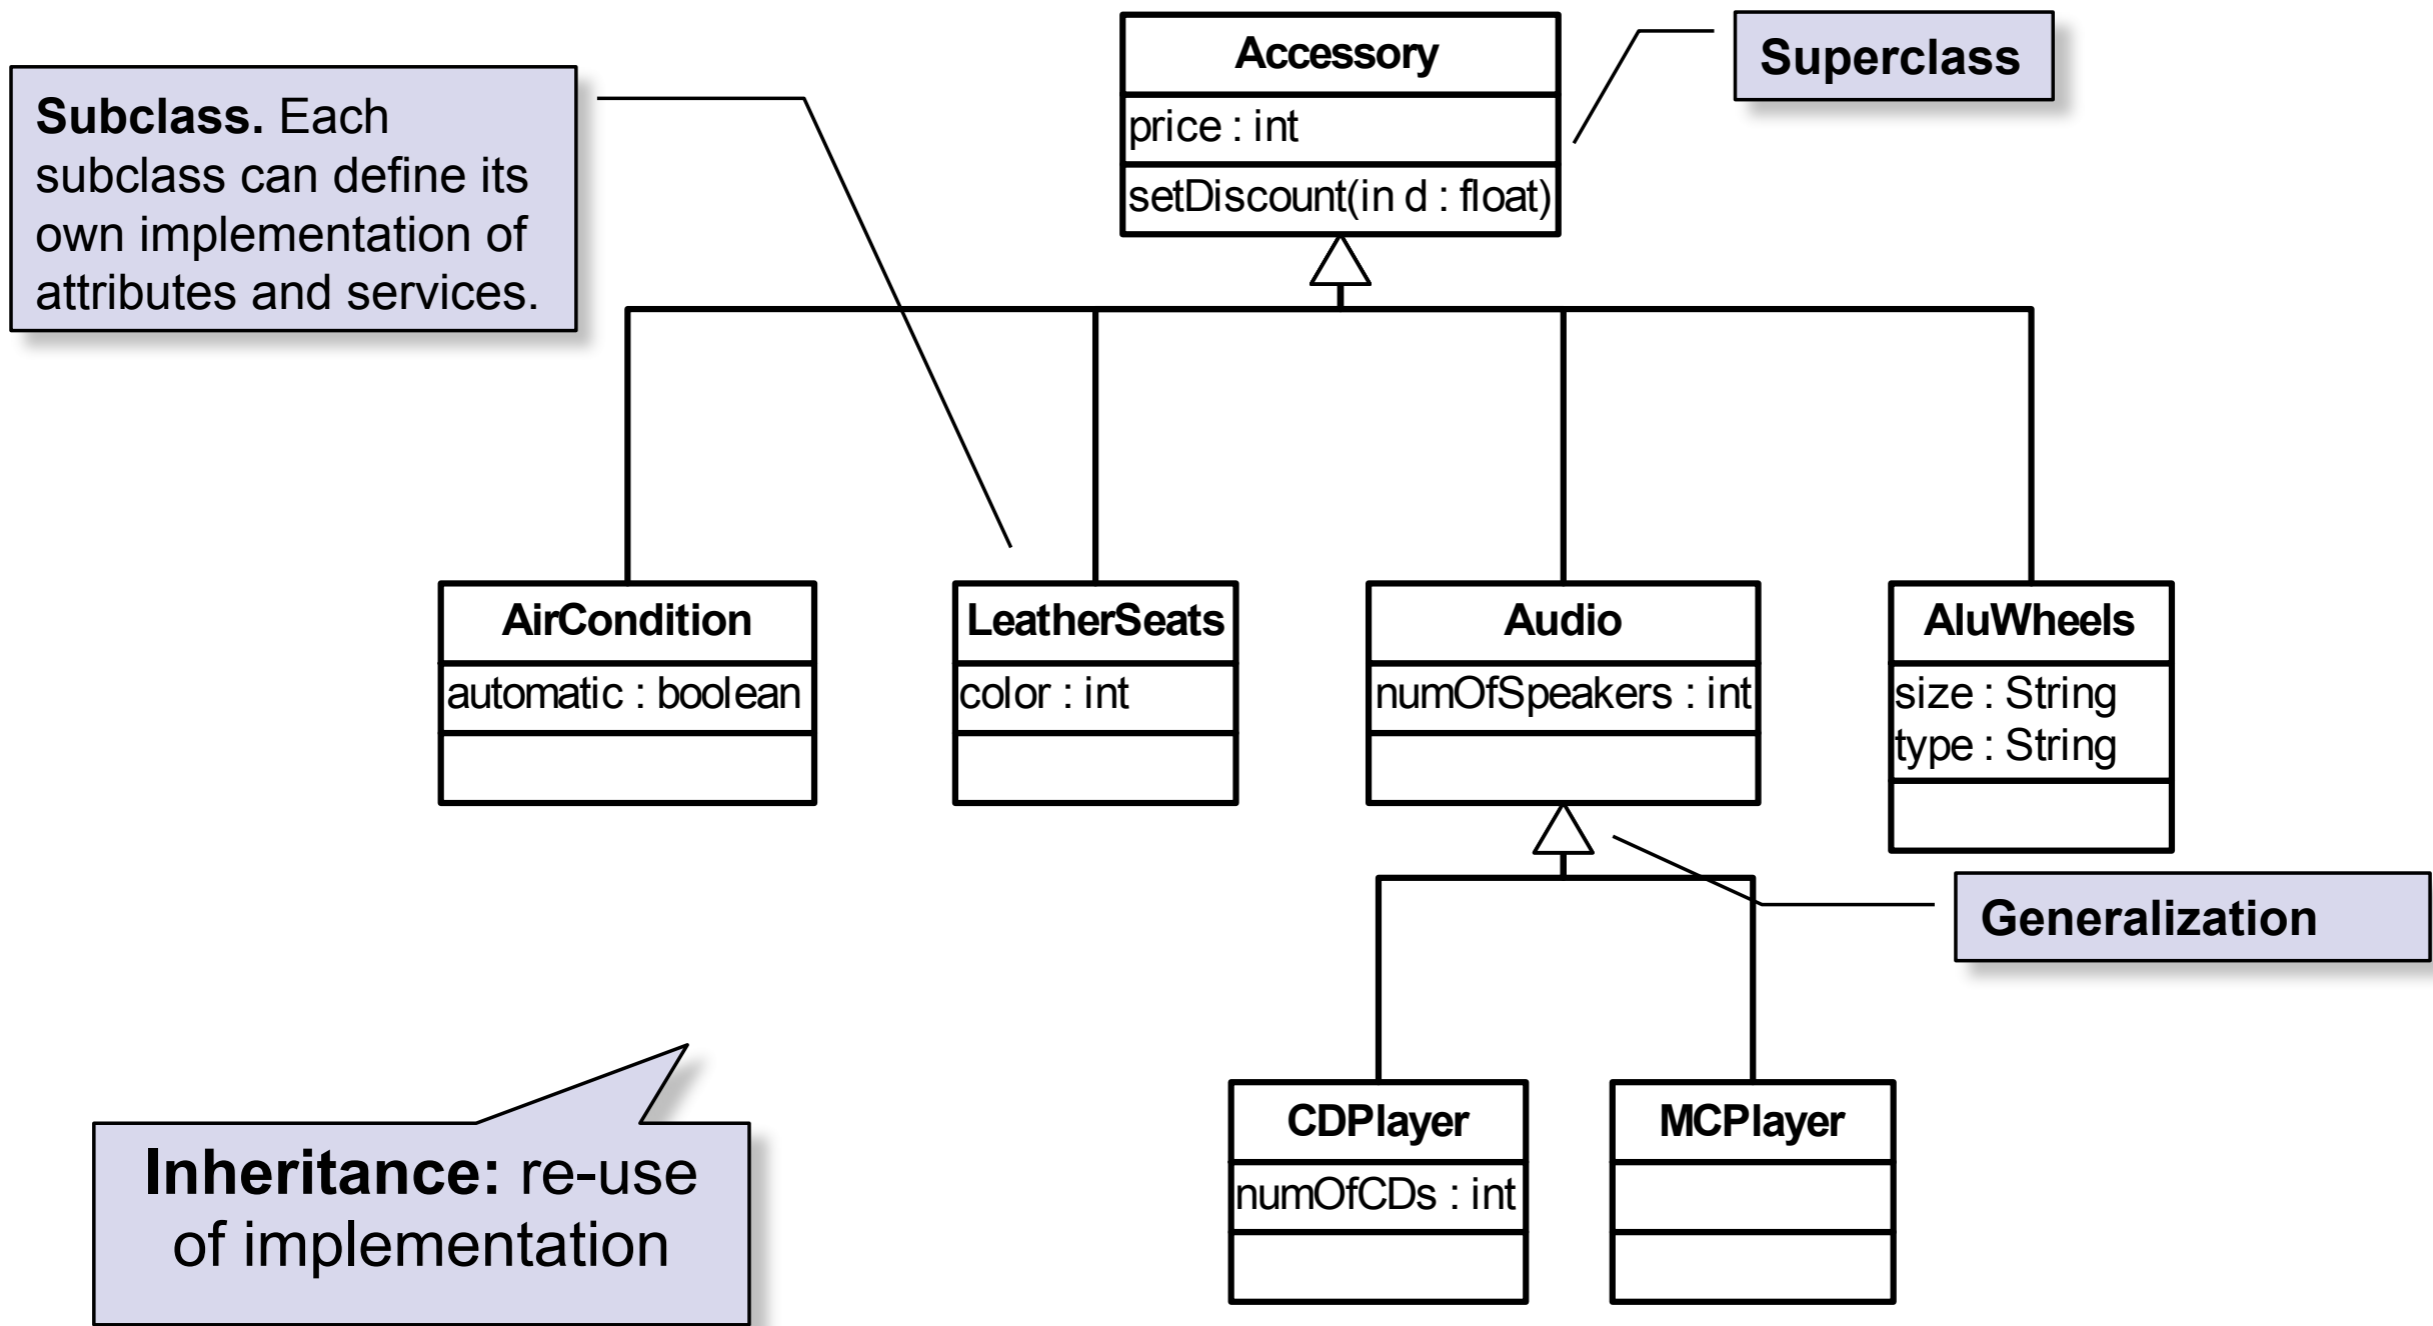 Accessory
price : int
setDiscount(in d : float)
Superclass
Subclass. Each
subclass can define its
own implementation of
attributes and services.
AirCondition
automatic : boolean
LeatherSeats
color : int
Audio
numOfSpeakers : int
AluWheels
size : String
type : String
Generalization
CDPlayer
numOfCDs : int
MCPlayer
Inheritance: re-use
of implementation